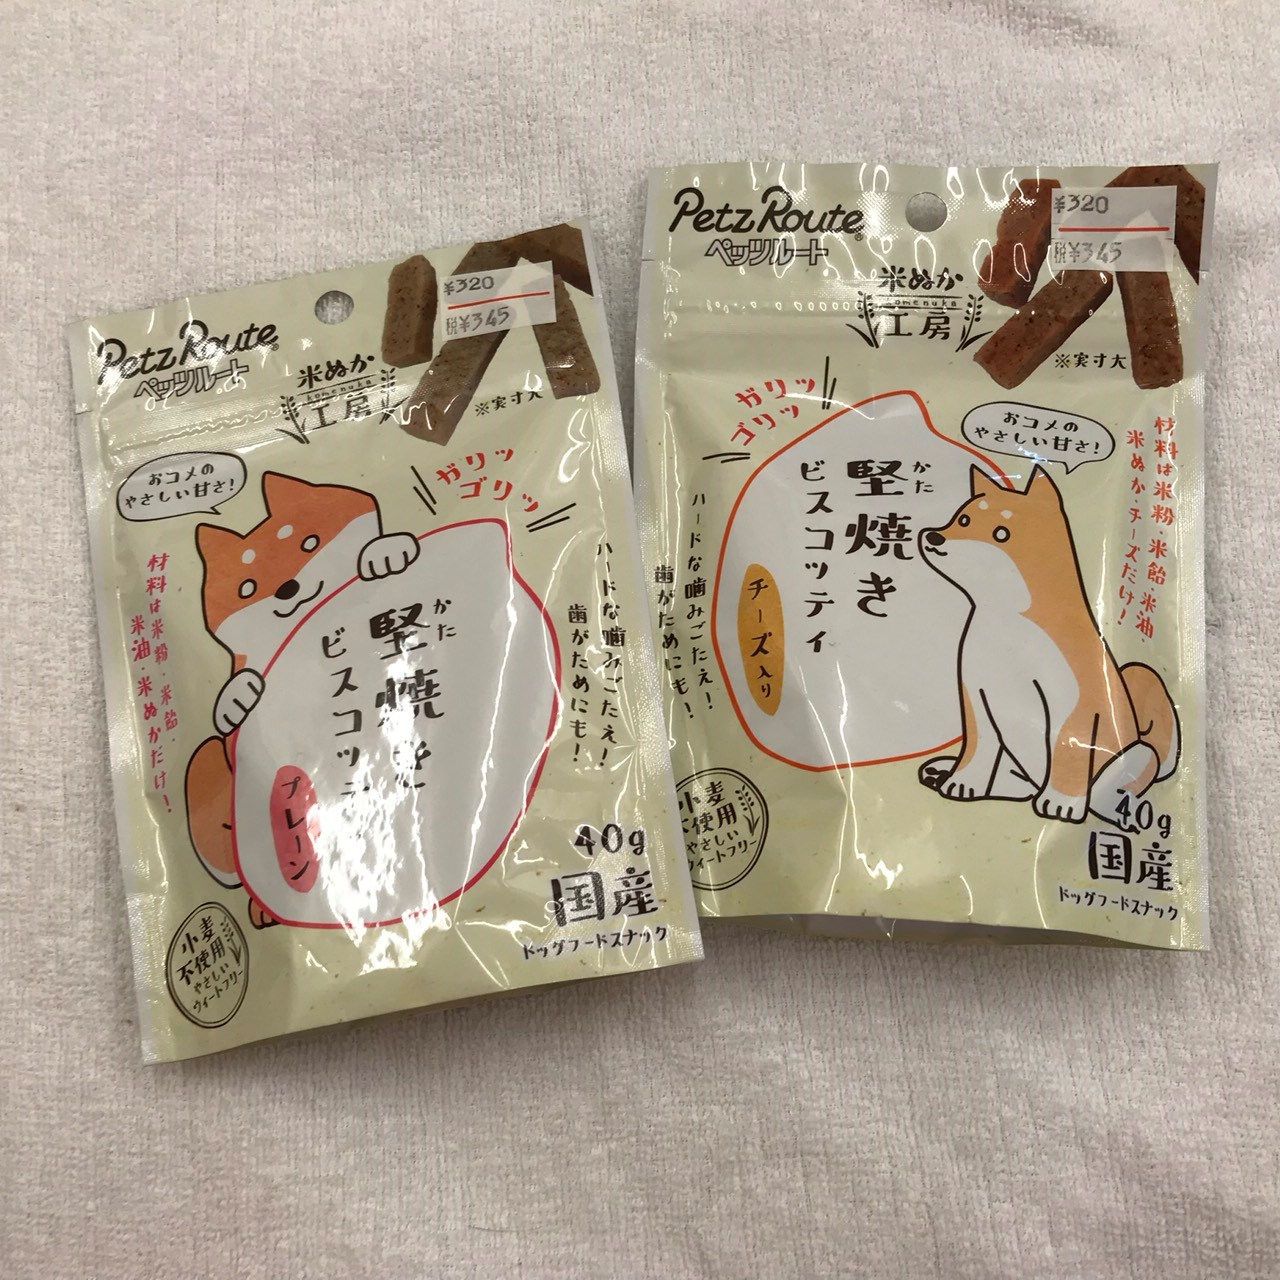 Petz Route
ペッツルート
¥320
税¥345
米ぬか
komenuka
工房
※実寸大
ガリッ
ゴリッ
おコメの
やさしい甘さ!
材料は米粉・米飴・
米油・米ぬかだけ!
堅焼き
かた
ビスコッティ
プレーン
ハードな噛みごたえ!
歯がためにも!
小麦
不使用
やさしい
ウィートフリー
40g
国産
ドッグフードスナック
Petz Route
ペッツルート
¥320
税¥345
米ぬか
komenuka
工房
※実寸大
ガリッ
ゴリッ
おコメの
やさしい甘さ!
材料は米粉・米飴・米油・
米ぬか・チーズだけ!
堅焼き
かた
ビスコッティ
チーズ入り
ハードな噛みごたえ!
歯がためにも!
小麦
不使用
やさしい
ウィートフリー
40g
国産
ドッグフードスナック